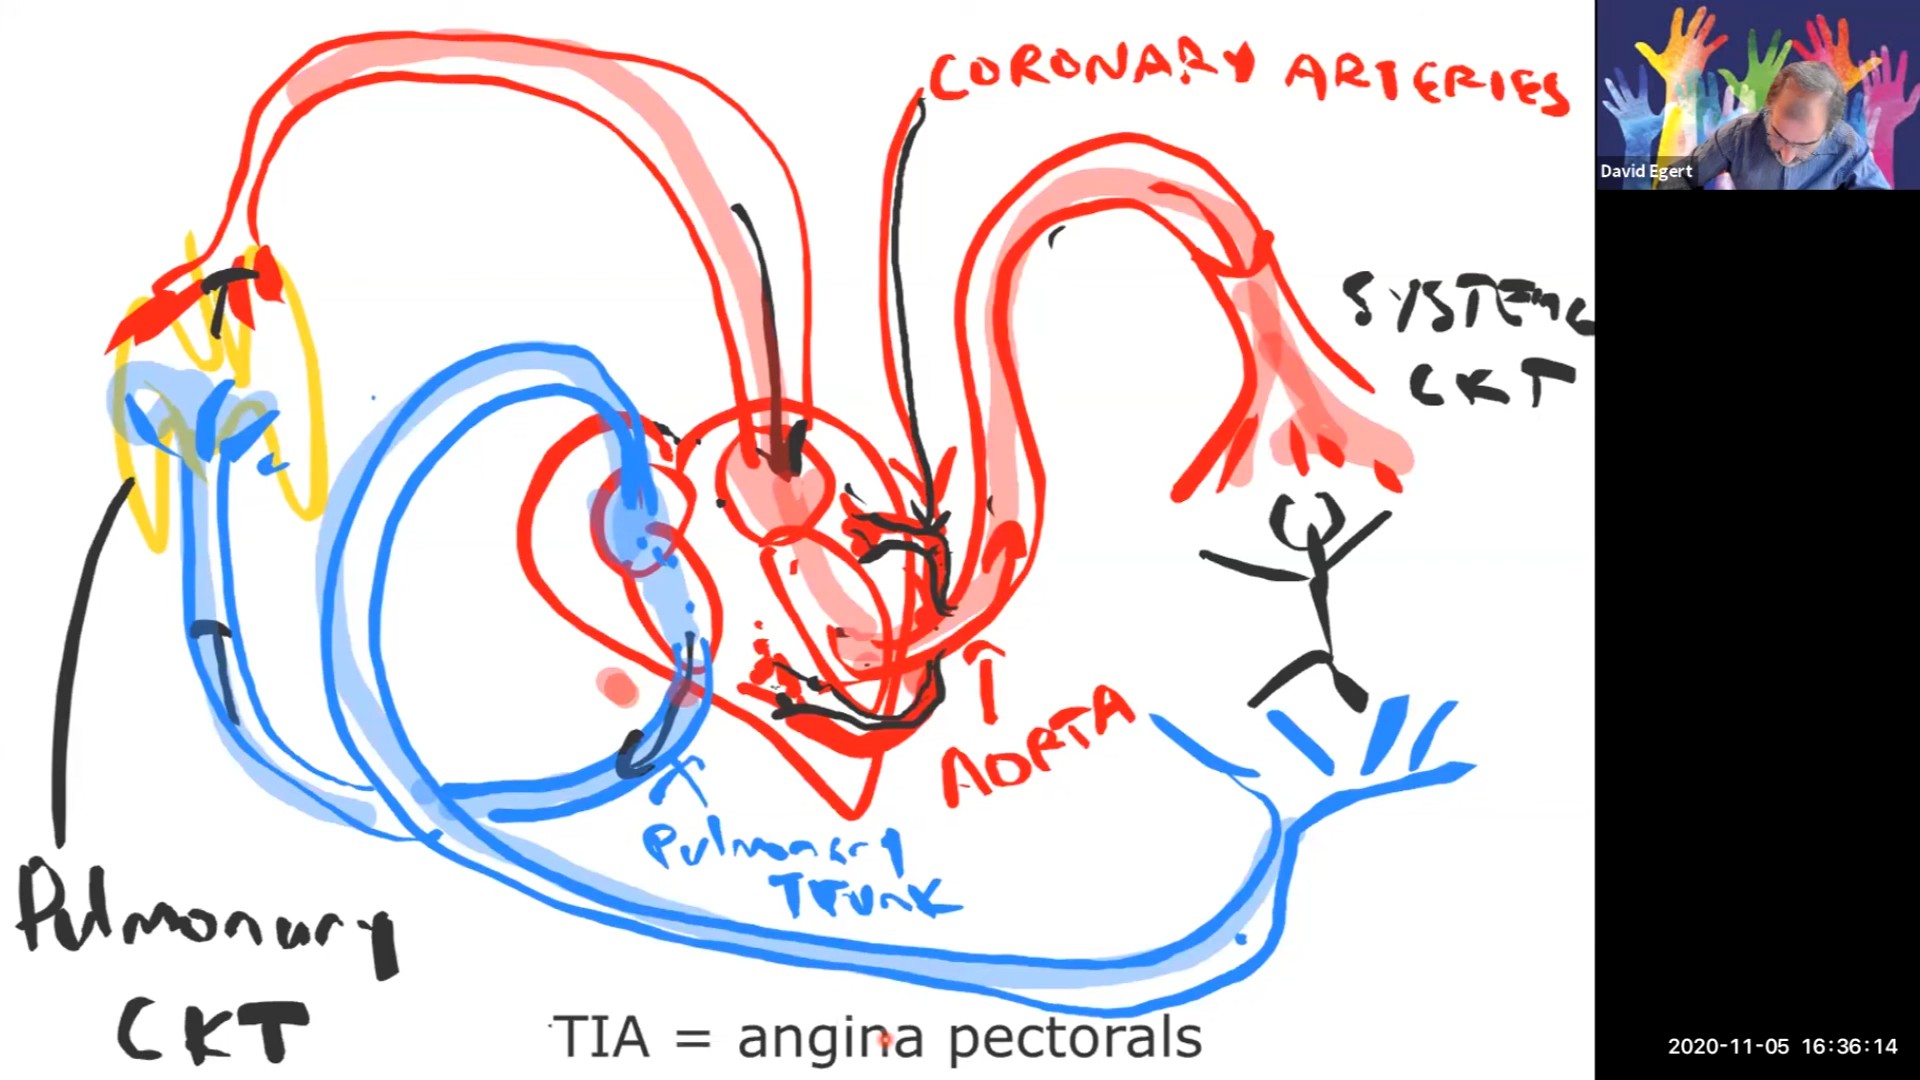 CORONARY ARTERIES
David Egert
SYSTEMC
CKT
AORTA
Pulmonary
Trunk
Pulmonary
CKT
TIA = angina pectorals
2020-11-05 16:36:14